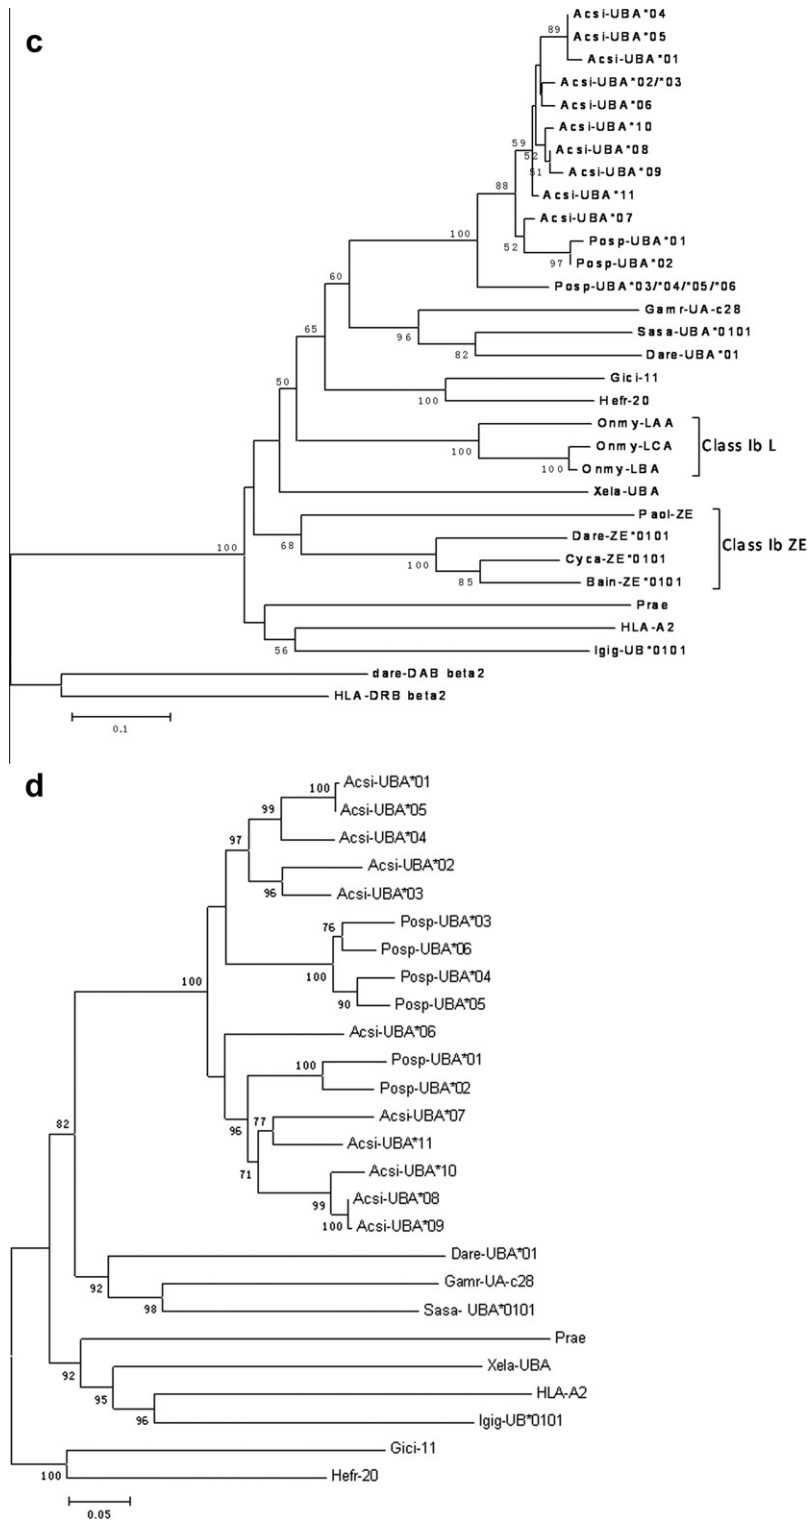 c
Acsi-UBA*04
89
Acsi-UBA*05
Acsi-UBA*01
Acsi-UBA*02/*03
Acsi-UBA*06
Acsi-UBA*10
59
52
Acsi-UBA*08
51
Acsi-UBA*09
88
Acsi-UBA*11
Acsi-UBA*07
100
52
Posp-UBA*01
97
Posp-UBA*02
60
Posp-UBA*03/*04/*05/*06
Gamr-UA-c28
96
Sasa-UBA*0101
65
82
Dare-UBA*01
Gici-11
50
100
Hefr-20
Onmy-LAA
100
Onmy-LCA
Class Ib L
100
Onmy-LBA
Xela-UBA
Paol-ZE
68
Dare-ZE*0101
100
100
Cyca-ZE*0101
Class Ib ZE
85
Bain-ZE*0101
Prae
HLA-A2
56
Igig-UB*0101
dare-DAB beta2
HLA-DRB beta2
0.1
d
Acsi-UBA*01
100
99
Acsi-UBA*05
97
Acsi-UBA*04
Acsi-UBA*02
96
Acsi-UBA*03
Posp-UBA*03
76
Posp-UBA*06
100
100
Posp-UBA*04
90
Posp-UBA*05
Acsi-UBA*06
100
Posp-UBA*01
Posp-UBA*02
96
77
Acsi-UBA*07
82
71
Acsi-UBA*11
Acsi-UBA*10
99
Acsi-UBA*08
100
Acsi-UBA*09
Dare-UBA*01
92
Gamr-UA-c28
98
Sasa- UBA*0101
Prae
92
Xela-UBA
95
HLA-A2
96
Igig-UB*0101
Gici-11
100
Hefr-20
0.05